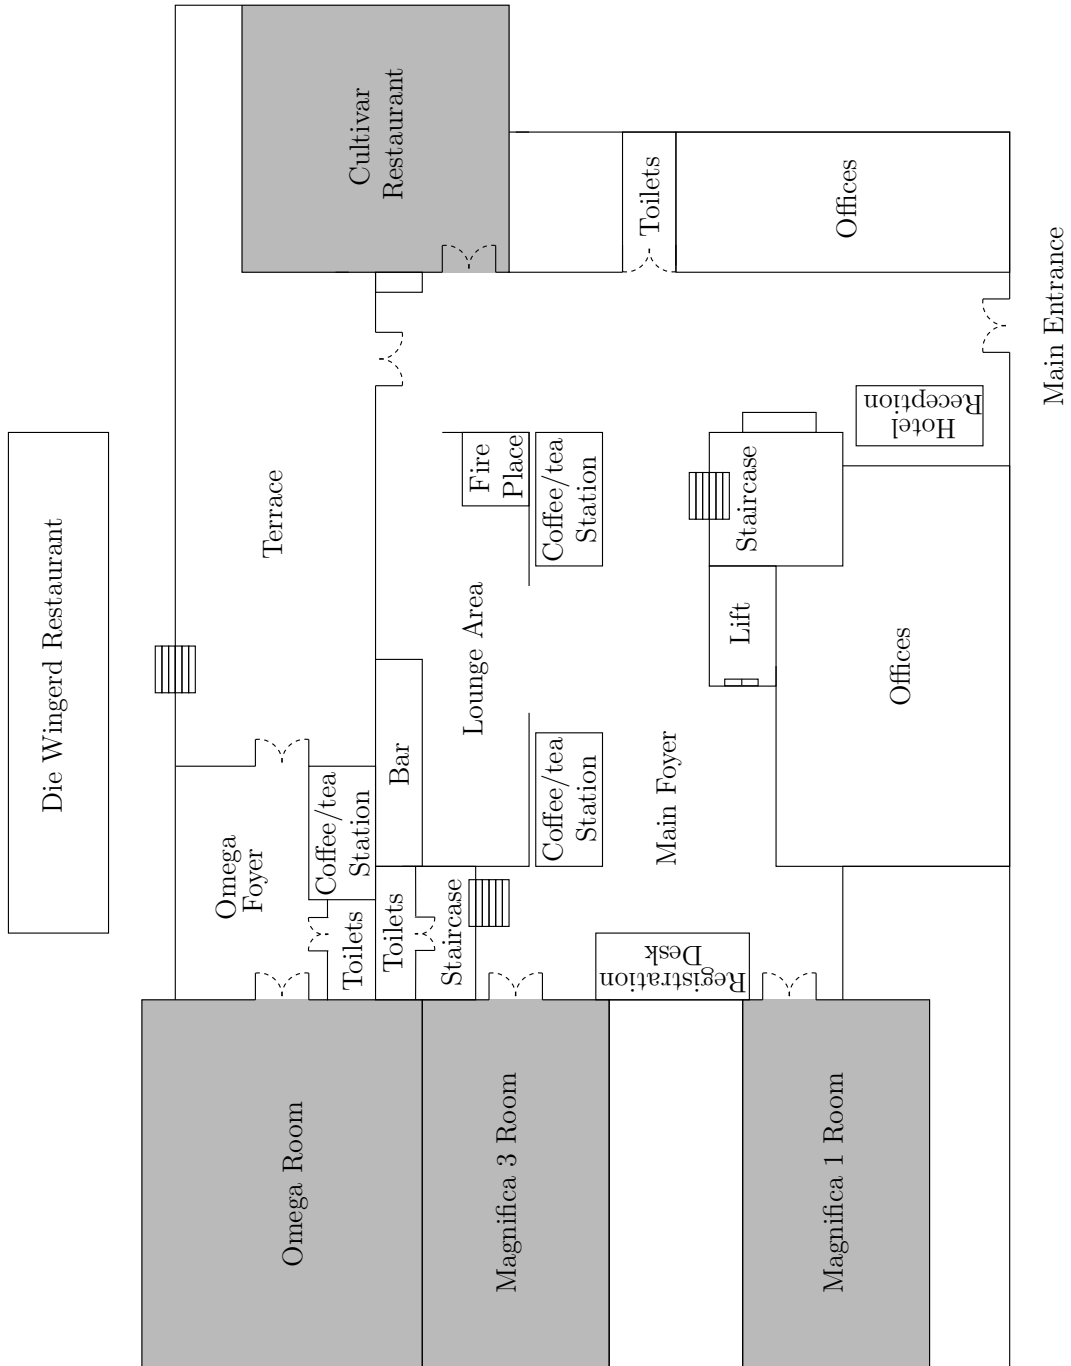 Die Wingerd Restaurant
Cultivar
Restaurant
Terrace
Toilets
Offices
Main Entrance
Hotel
Reception
Fire
Place
Coffee/tea
Station
Staircase
Lounge Area
Lift
Offices
Bar
Coffee/tea
Station
Main Foyer
Omega
Foyer
Coffee/tea
Station
Toilets
Toilets
Staircase
Registration
Desk
Omega Room
Magnifica 3 Room
Magnifica 1 Room